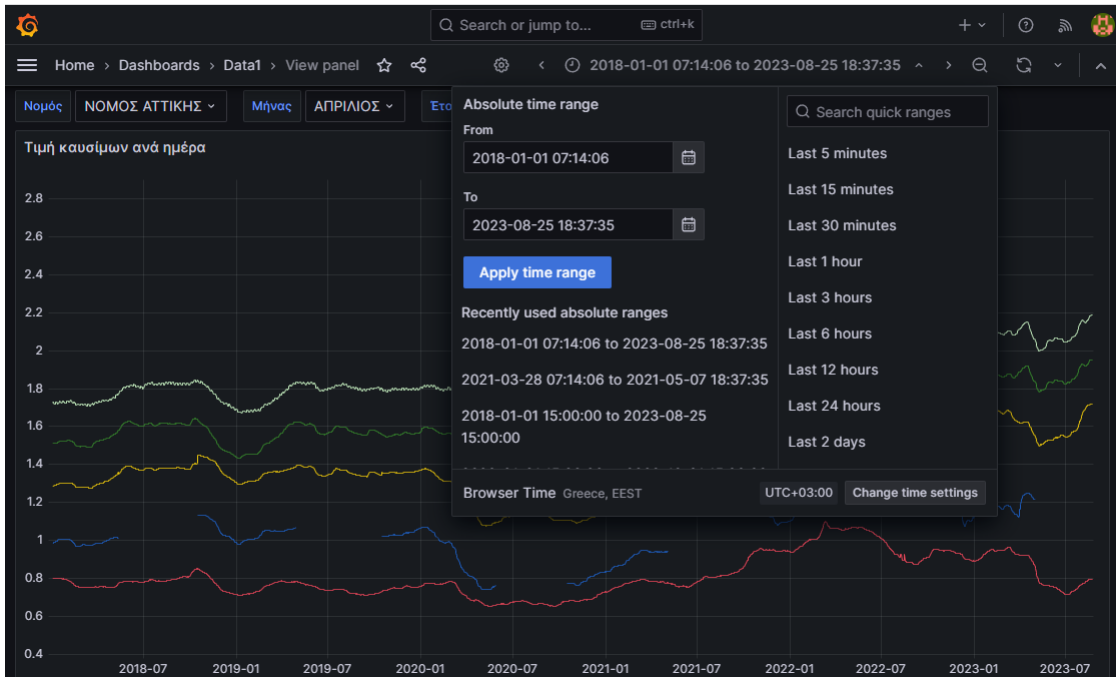 Search or jump to... ctrl+k
Home › Dashboards › Data1 › View panel 2018-01-01 07:14:06 to 2023-08-25 18:37:35
Νομός ΝΟΜΟΣ ΑΤΤΙΚΗΣ Μήνας ΑΠΡΙΛΙΟΣ Έτο
Τιμή καυσίμων ανά ημέρα
Absolute time range
From
2018-01-01 07:14:06
To
2023-08-25 18:37:35
Apply time range
Recently used absolute ranges
2018-01-01 07:14:06 to 2023-08-25 18:37:35
2021-03-28 07:14:06 to 2021-05-07 18:37:35
2018-01-01 15:00:00 to 2023-08-25
15:00:00
Search quick ranges
Last 5 minutes
Last 15 minutes
Last 30 minutes
Last 1 hour
Last 3 hours
Last 6 hours
Last 12 hours
Last 24 hours
Last 2 days
Browser Time Greece, EEST UTC+03:00 Change time settings
2.8
2.6
2.4
2.2
2
1.8
1.6
1.4
1.2
1
0.8
0.6
0.4
2018-07 2019-01 2019-07 2020-01 2020-07 2021-01 2021-07 2022-01 2022-07 2023-01 2023-07